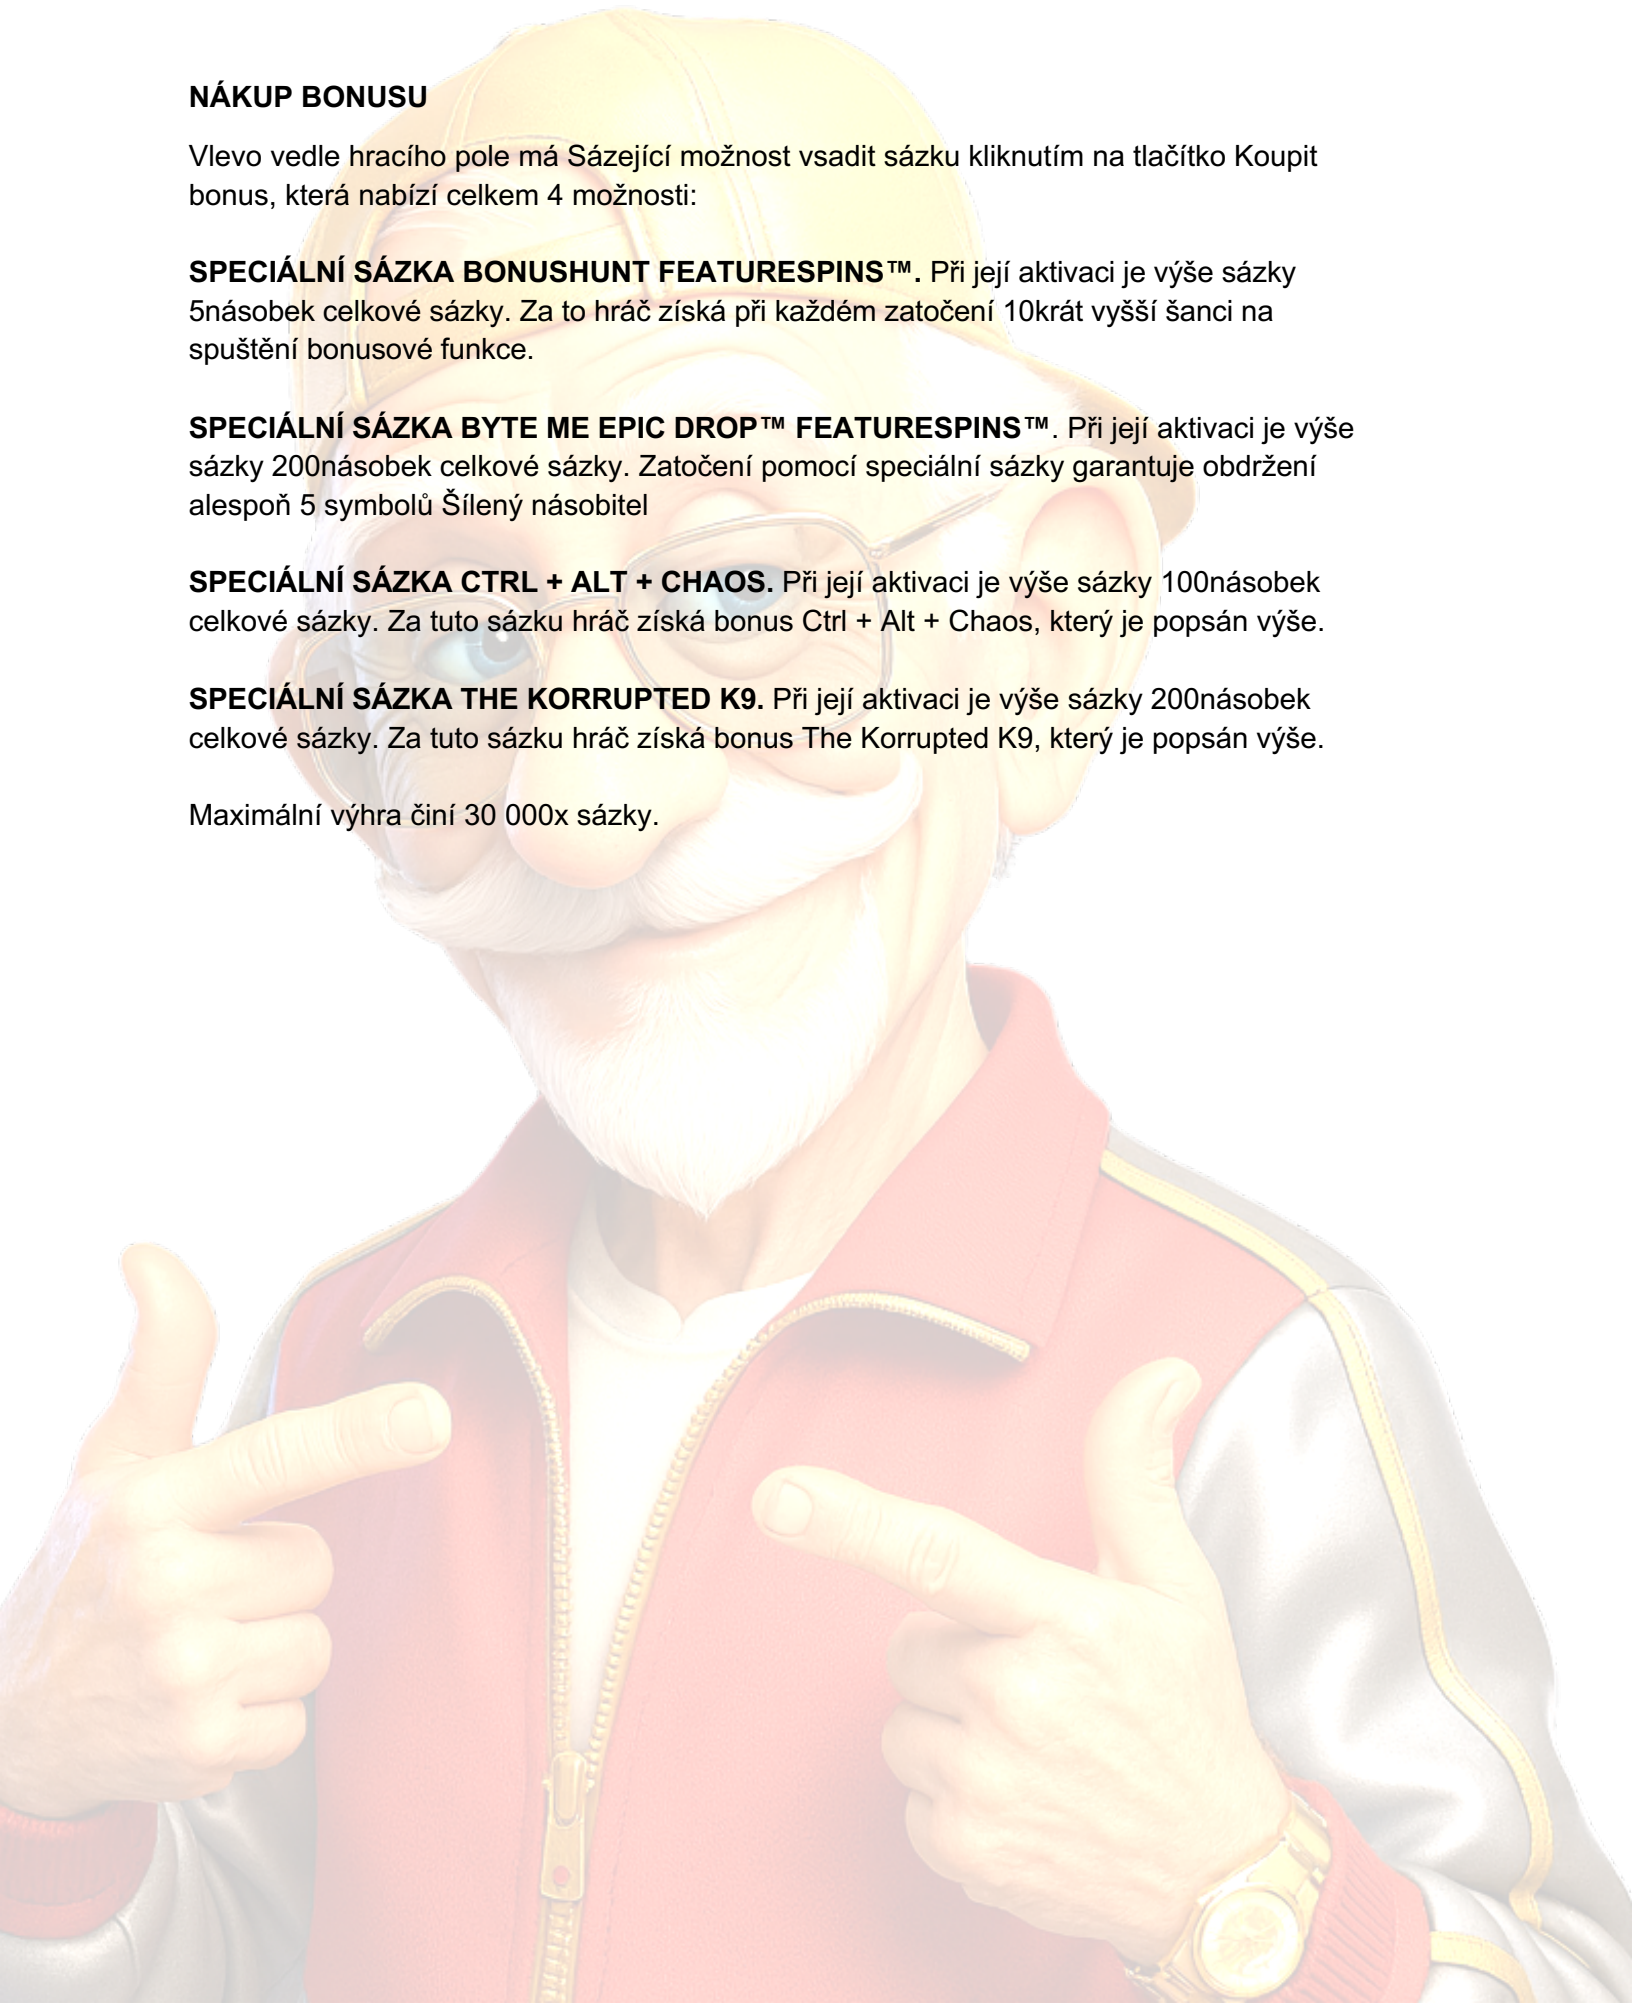 NÁKUP BONUSU
Vlevo vedle hracího pole má Sázející možnost vsadit sázku kliknutím na tlačítko Koupit
bonus, která nabízí celkem 4 možnosti:
SPECIÁLNÍ SÁZKA BONUSHUNT FEATURESPINS™. Při její aktivaci je výše sázky
5násobek celkové sázky. Za to hráč získá při každém zatočení 10krát vyšší šanci na
spuštění bonusové funkce.
SPECIÁLNÍ SÁZKA BYTE ME EPIC DROP™ FEATURESPINS™. Při její aktivaci je výše
sázky 200násobek celkové sázky. Zatočení pomocí speciální sázky garantuje obdržení
alespoň 5 symbolů Šílený násobitel
SPECIÁLNÍ SÁZKA CTRL + ALT + CHAOS. Při její aktivaci je výše sázky 100násobek
celkové sázky. Za tuto sázku hráč získá bonus Ctrl + Alt + Chaos, který je popsán výše.
SPECIÁLNÍ SÁZKA THE KORRUPTED K9. Při její aktivaci je výše sázky 200násobek
celkové sázky. Za tuto sázku hráč získá bonus The Korrupted K9, který je popsán výše.
Maximální výhra činí 30 000x sázky.